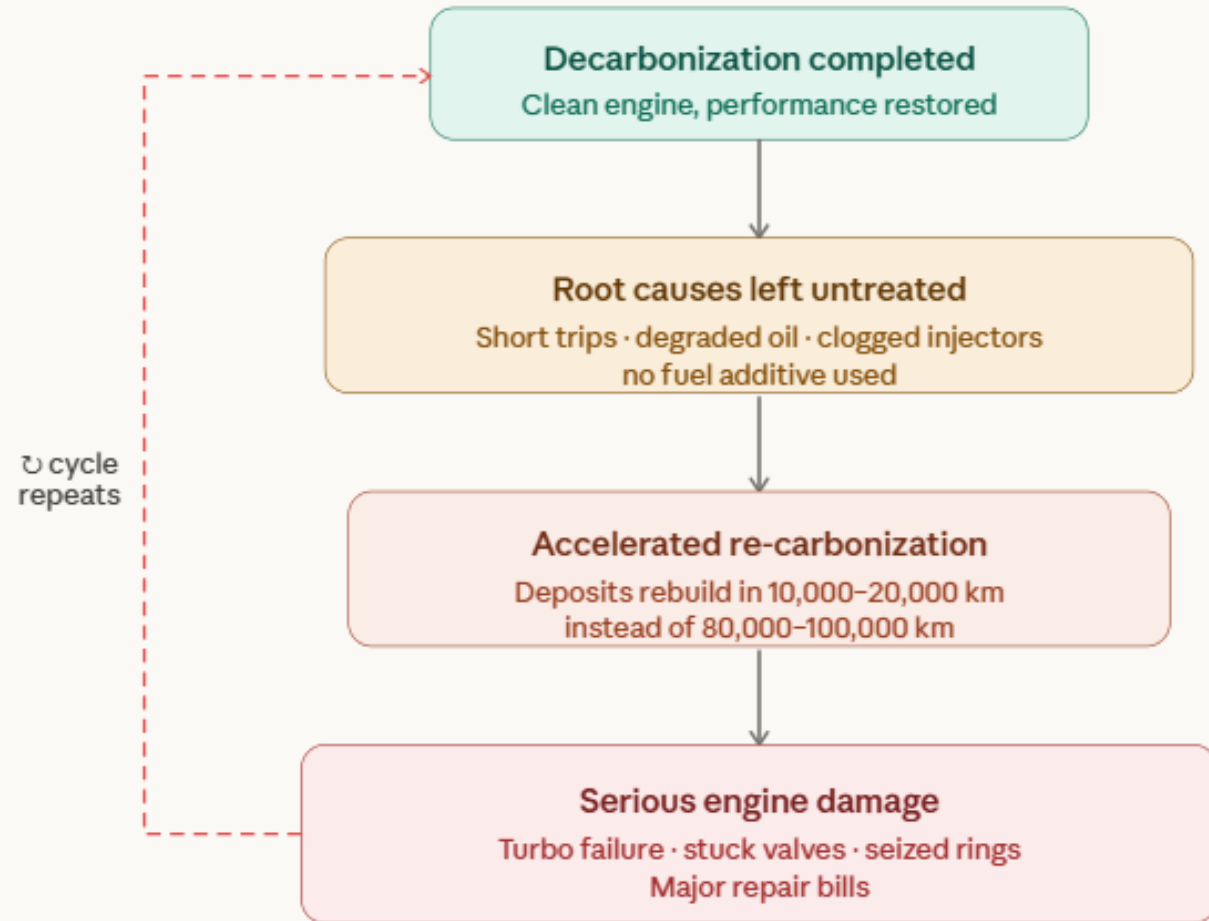 Decarbonization completed
Clean engine, performance restored
Root causes left untreated
Short trips · degraded oil · clogged injectors
no fuel additive used
↻ cycle
repeats
Accelerated re-carbonization
Deposits rebuild in 10,000–20,000 km
instead of 80,000–100,000 km
Serious engine damage
Turbo failure · stuck valves · seized rings
Major repair bills